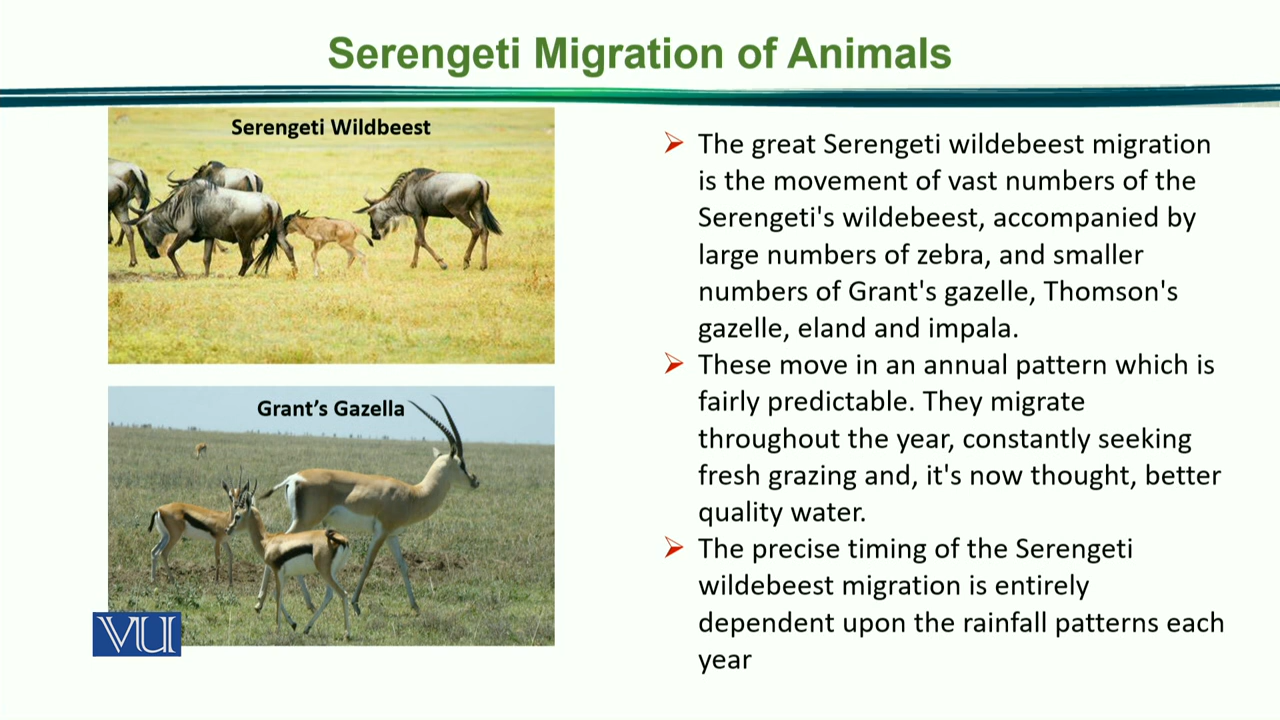 Serengeti Migration of Animals
Serengeti Wildbeest
Grant’s Gazella
VU
The great Serengeti wildebeest migration
is the movement of vast numbers of the
Serengeti's wildebeest, accompanied by
large numbers of zebra, and smaller
numbers of Grant's gazelle, Thomson's
gazelle, eland and impala.
These move in an annual pattern which is
fairly predictable. They migrate
throughout the year, constantly seeking
fresh grazing and, it's now thought, better
quality water.
The precise timing of the Serengeti
wildebeest migration is entirely
dependent upon the rainfall patterns each
year